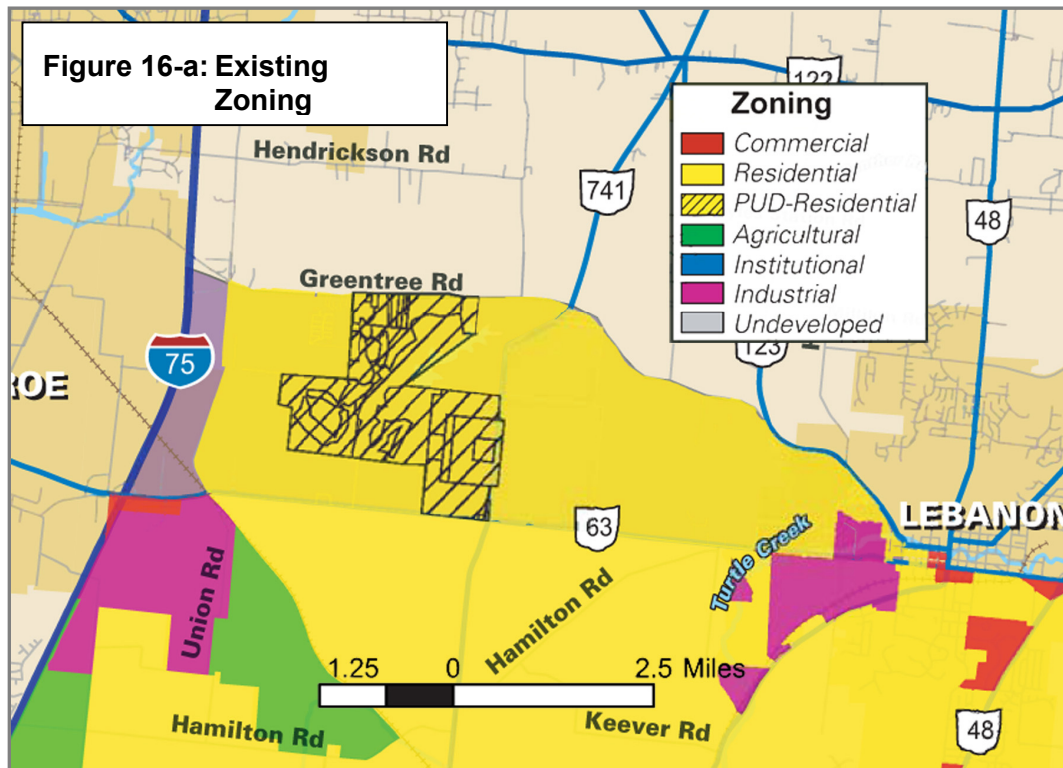 Figure 16-a: Existing
Zoning
122
Zoning
Commercial
Residential
PUD-Residential
Agricultural
Institutional
Industrial
Undeveloped
Hendrickson Rd
741
48
Greentree Rd
123
75
ROE
63
LEBANON
Turtle Creek
Union Rd
Hamilton Rd
1.25 0 2.5 Miles
Hamilton Rd
Keever Rd
48